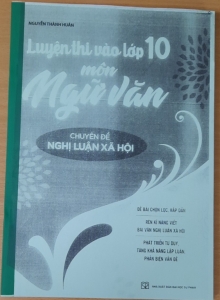 NGUYỄN THÀNH HUÂN
Luyện thi vào lớp 10
môn
Ngữ văn
CHUYÊN ĐỀ
NGHỊ LUẬN XÃ HỘI
ĐỀ BÀI CHỌN LỌC, HẤP DẪN
RÈN KĨ NĂNG VIẾT
BÀI VĂN NGHỊ LUẬN XÃ HỘI
PHÁT TRIỂN TƯ DUY,
TĂNG KHẢ NĂNG LẬP LUẬN
PHẢN BIỆN VẤN ĐỀ